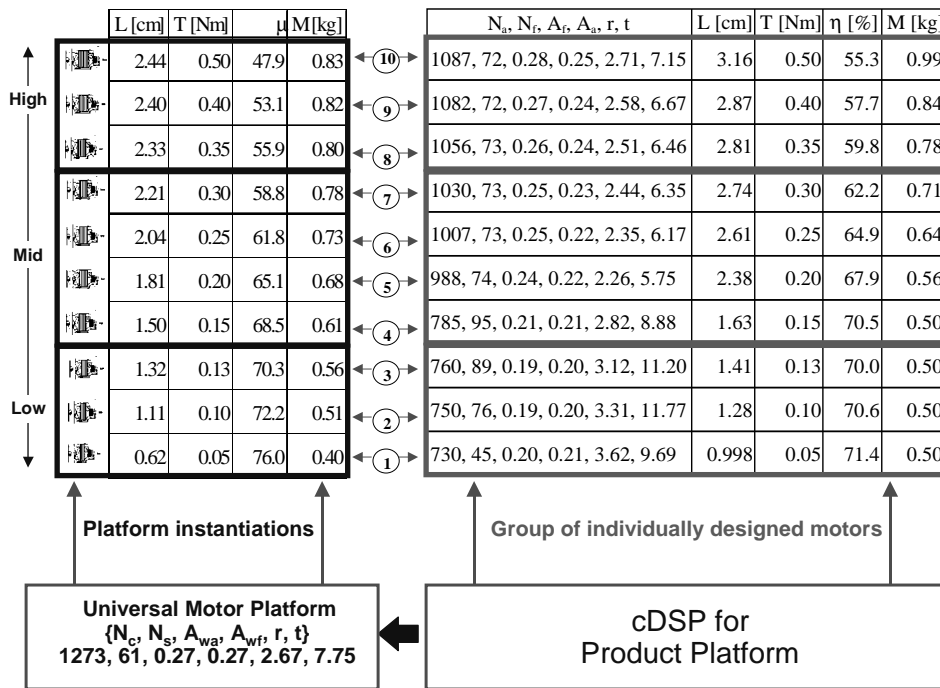 L [cm] T [Nm] μ M[kg]
N_a, N_f, A_f, A_a, r, t L [cm] T [Nm] η [%] M [kg]
High
Mid
Low
2.44 0.50 47.9 0.83 10 1087, 72, 0.28, 0.25, 2.71, 7.15 3.16 0.50 55.3 0.99
2.40 0.40 53.1 0.82 9 1082, 72, 0.27, 0.24, 2.58, 6.67 2.87 0.40 57.7 0.84
2.33 0.35 55.9 0.80 8 1056, 73, 0.26, 0.24, 2.51, 6.46 2.81 0.35 59.8 0.78
2.21 0.30 58.8 0.78 7 1030, 73, 0.25, 0.23, 2.44, 6.35 2.74 0.30 62.2 0.71
2.04 0.25 61.8 0.73 6 1007, 73, 0.25, 0.22, 2.35, 6.17 2.61 0.25 64.9 0.64
1.81 0.20 65.1 0.68 5 988, 74, 0.24, 0.22, 2.26, 5.75 2.38 0.20 67.9 0.56
1.50 0.15 68.5 0.61 4 785, 95, 0.21, 0.21, 2.82, 8.88 1.63 0.15 70.5 0.50
1.32 0.13 70.3 0.56 3 760, 89, 0.19, 0.20, 3.12, 11.20 1.41 0.13 70.0 0.50
1.11 0.10 72.2 0.51 2 750, 76, 0.19, 0.20, 3.31, 11.77 1.28 0.10 70.6 0.50
0.62 0.05 76.0 0.40 1 730, 45, 0.20, 0.21, 3.62, 9.69 0.998 0.05 71.4 0.50
Platform instantiations
Group of individually designed motors
Universal Motor Platform
{N_c, N_s, A_wa, A_wf, r, t}
1273, 61, 0.27, 0.27, 2.67, 7.75
cDSP for
Product Platform